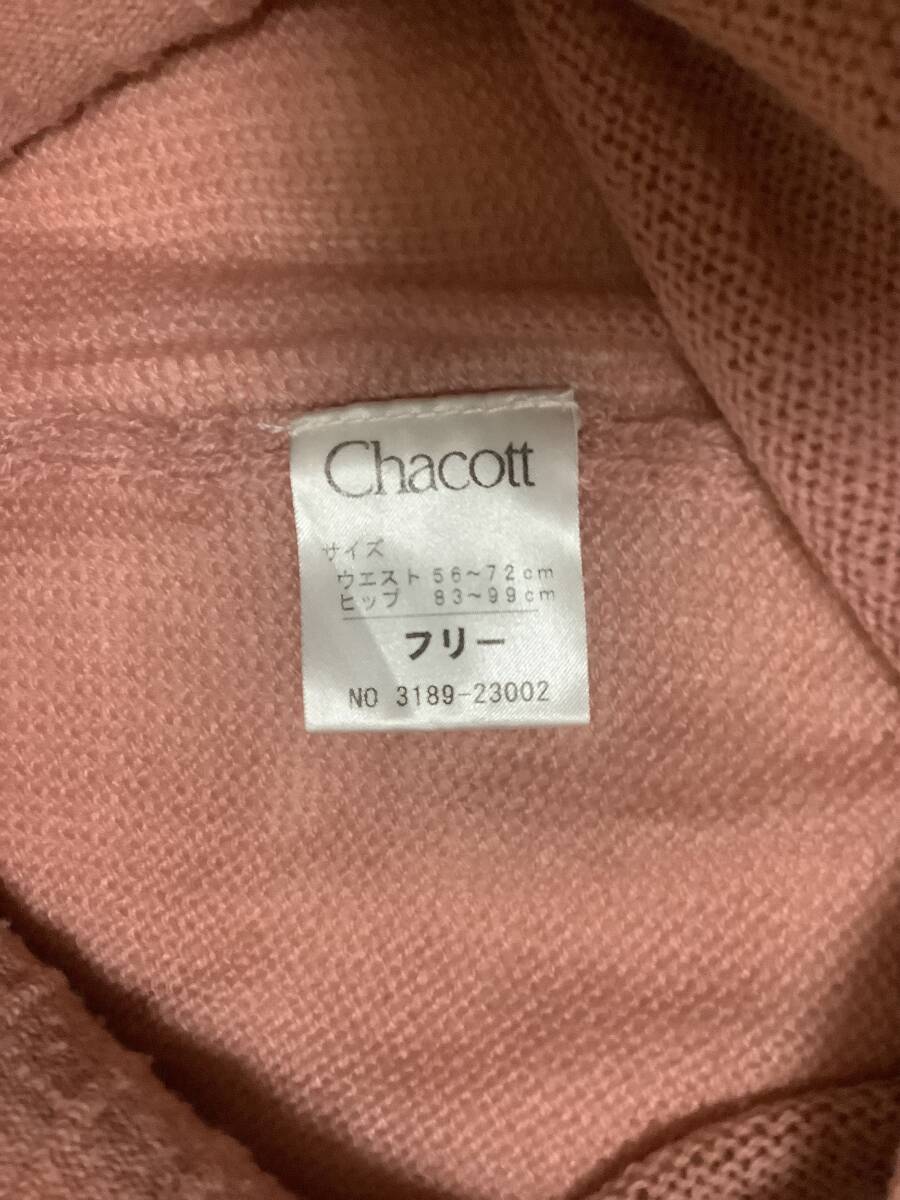 Chacott
サイズ
ウエスト 56~72cm
ヒップ 83~99cm
フリー
NO 3189-23002